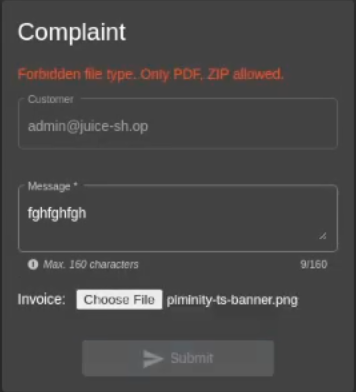 Complaint
Forbidden file type. Only PDF, ZIP allowed.
Customer
admin@juice-sh.op
Message *
fghfghfgh
Max. 160 characters 9/160
Invoice: Choose File piminity-ts-banner.png
Submit